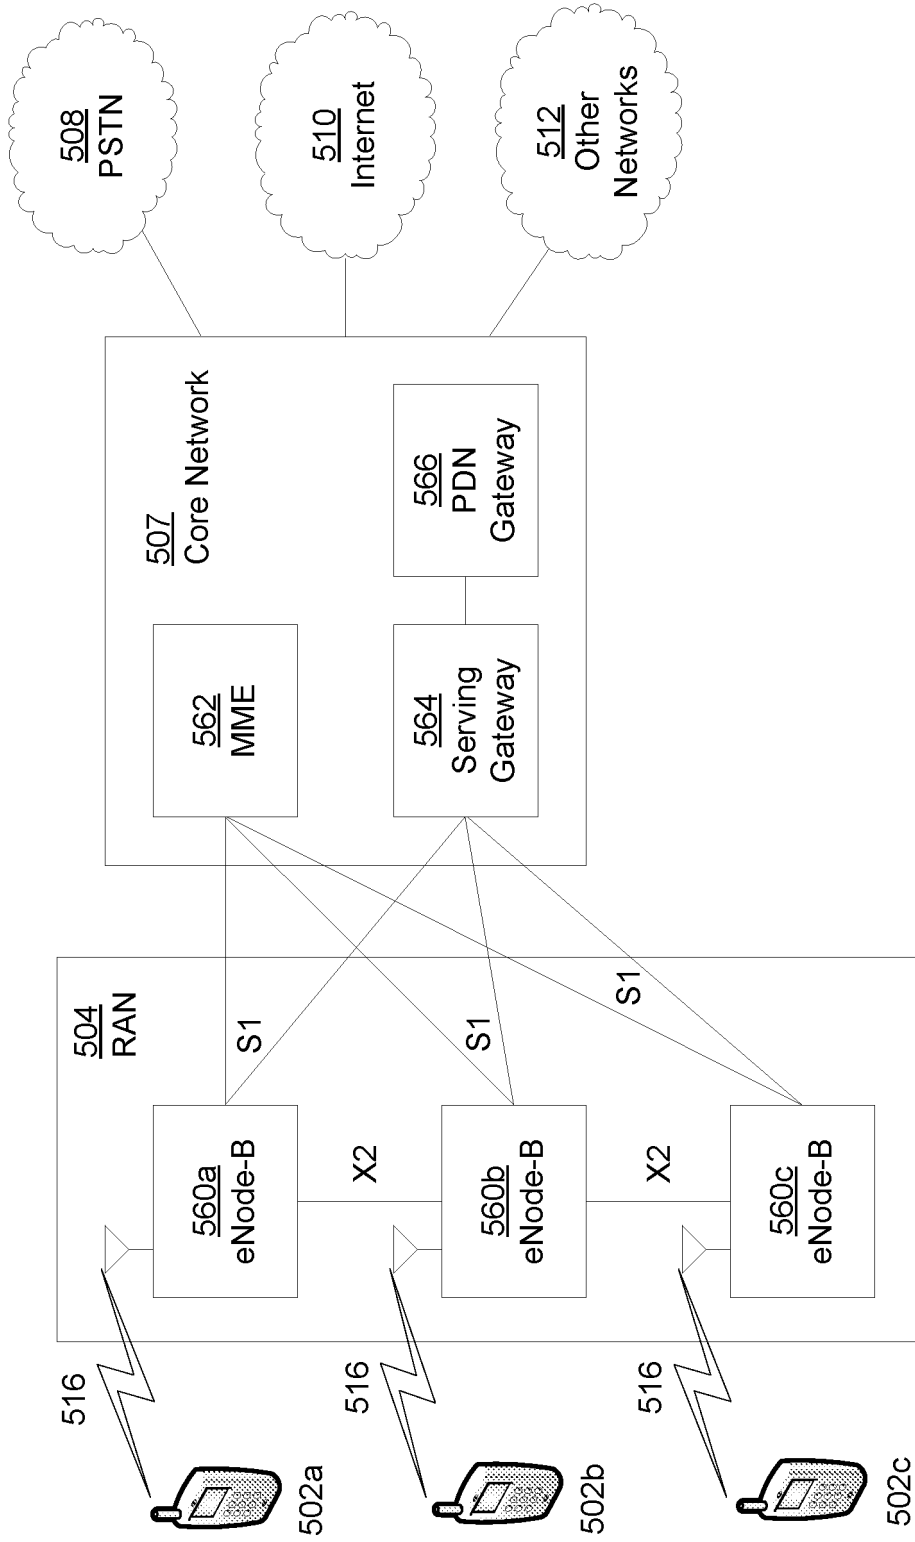 502a
516
504
RAN
560a
eNode-B
S1
X2
502b
516
560b
eNode-B
S1
X2
502c
516
560c
eNode-B
S1
507
Core Network
562
MME
564
Serving
Gateway
566
PDN
Gateway
508
PSTN
510
Internet
512
Other
Networks